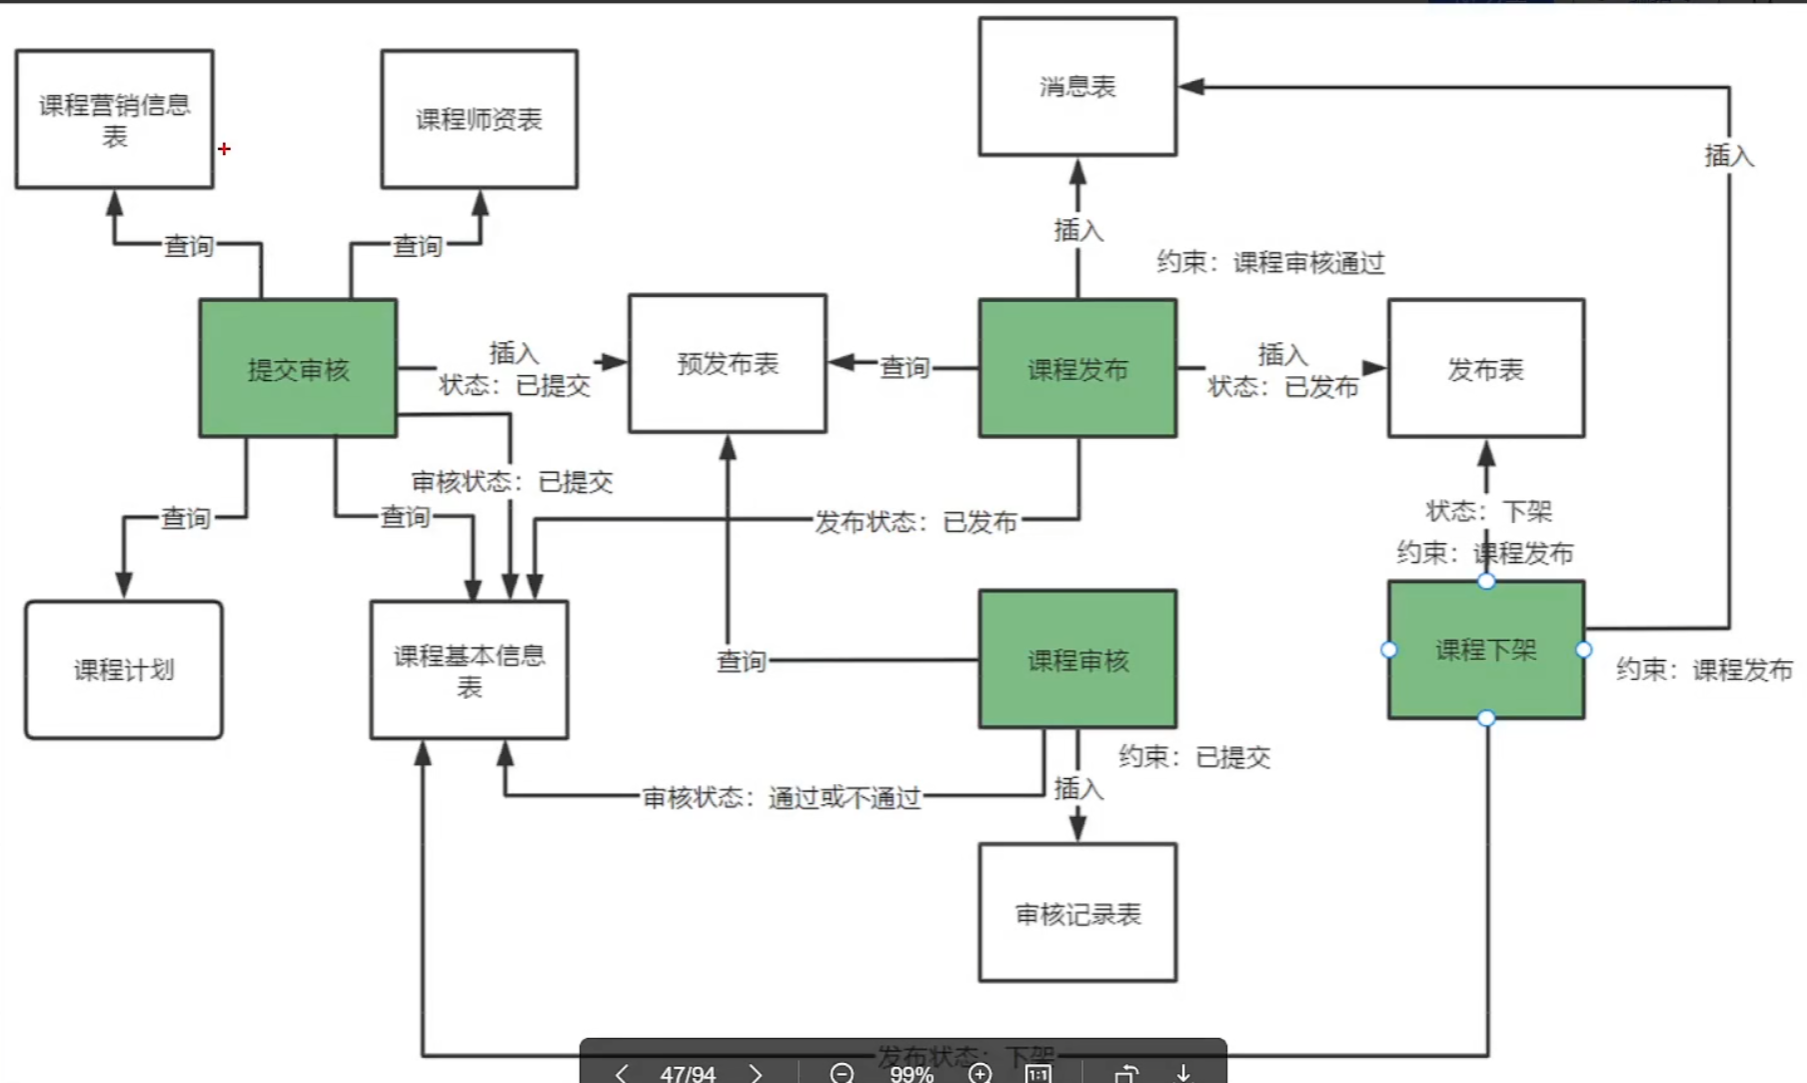 课程营销信息
表
课程师资表
消息表
插入
查询
查询
插入
约束：课程审核通过
提交审核
插入
状态：已提交
预发布表
查询
课程发布
插入
状态：已发布
发布表
审核状态：已提交
查询
查询
发布状态：已发布
状态：下架
约束：课程发布
课程计划
课程基本信息
表
查询
课程审核
课程下架
约束：课程发布
约束：已提交
审核状态：通过或不通过
插入
审核记录表
发布状态：下架
47/94
99%
1:1